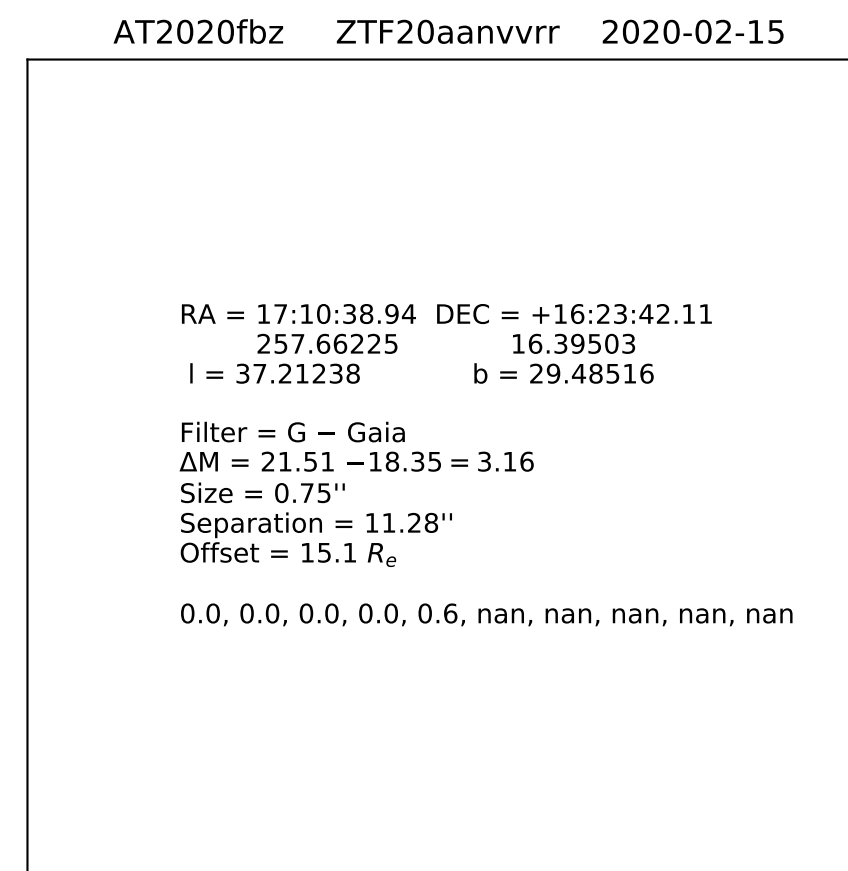 AT2020fbz ZTF20aanvvrr 2020-02-15
RA = 17:10:38.94 DEC = +16:23:42.11
257.66225 16.39503
l = 37.21238 b = 29.48516
Filter = G − Gaia
ΔM = 21.51 −18.35 = 3.16
Size = 0.75''
Separation = 11.28''
Offset = 15.1 Re
0.0, 0.0, 0.0, 0.0, 0.6, nan, nan, nan, nan, nan